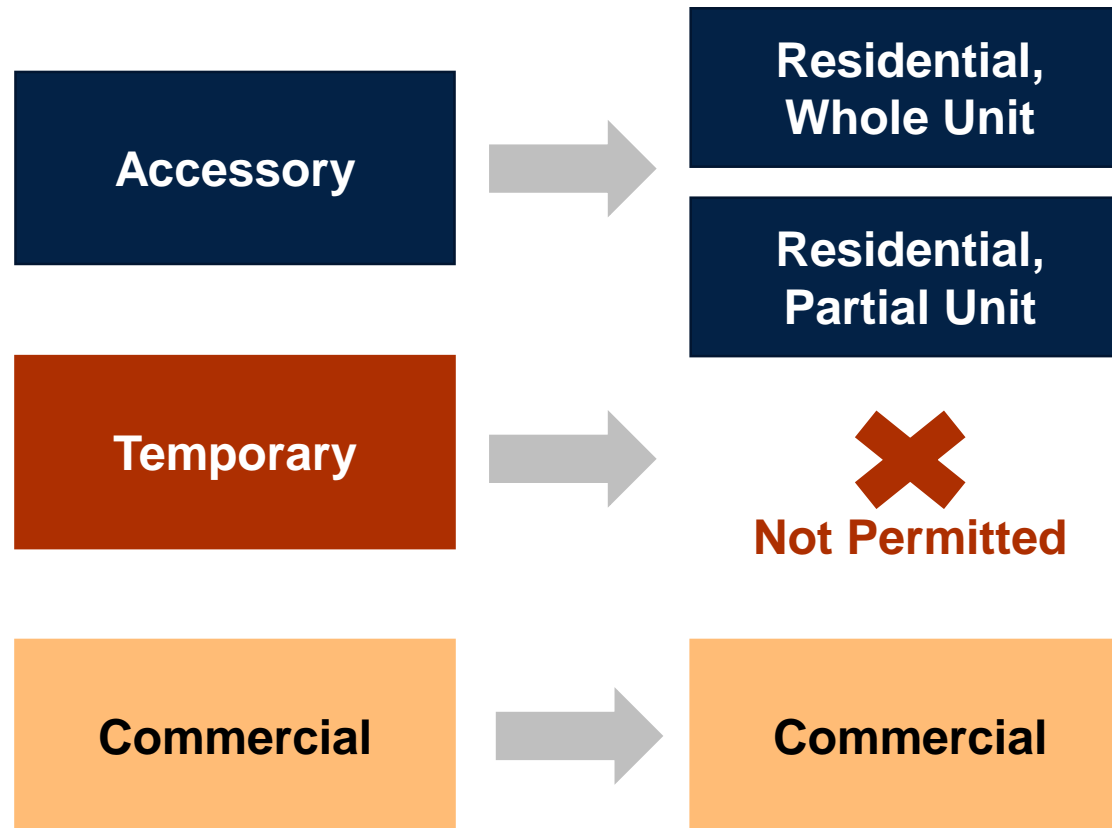 Accessory
Residential,
Whole Unit
Residential,
Partial Unit
Temporary
Not Permitted
Commercial
Commercial